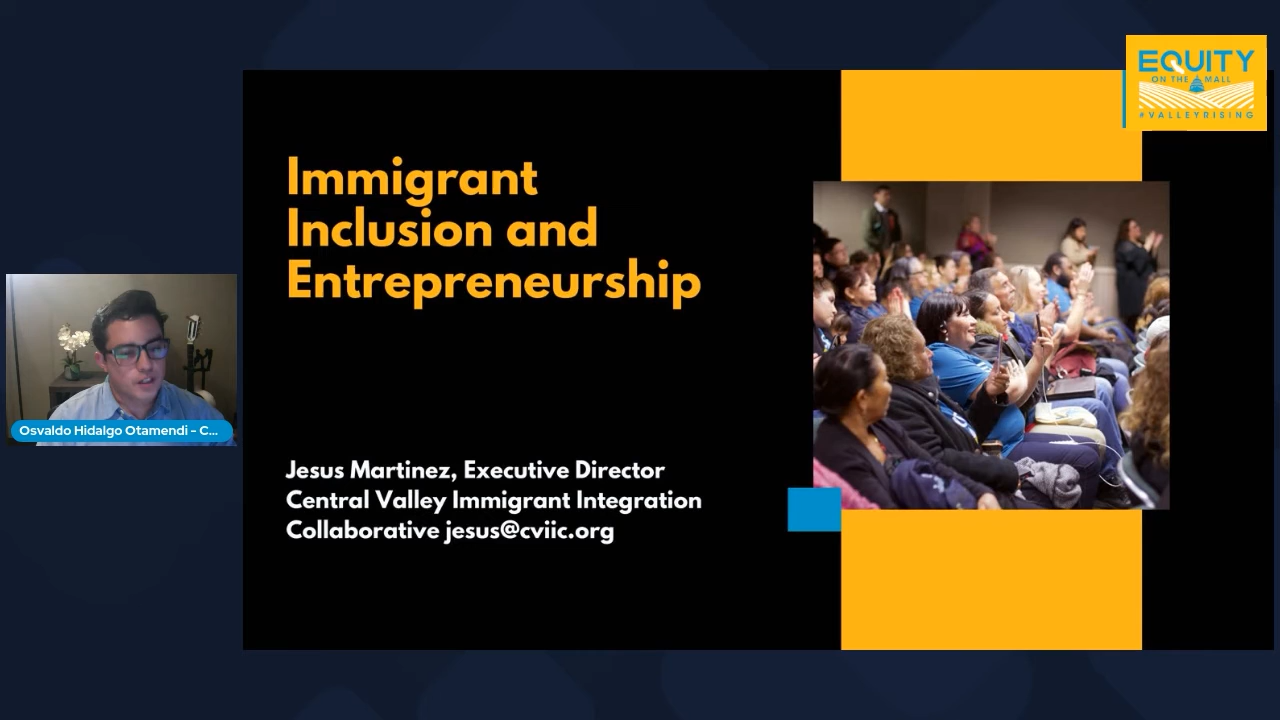 EQUITY
ON THE MALL
#VALLEYRISING
Immigrant
Inclusion and
Entrepreneurship
Osvaldo Hidalgo Otamendi - C...
Jesus Martinez, Executive Director
Central Valley Immigrant Integration
Collaborative jesus@cviic.org